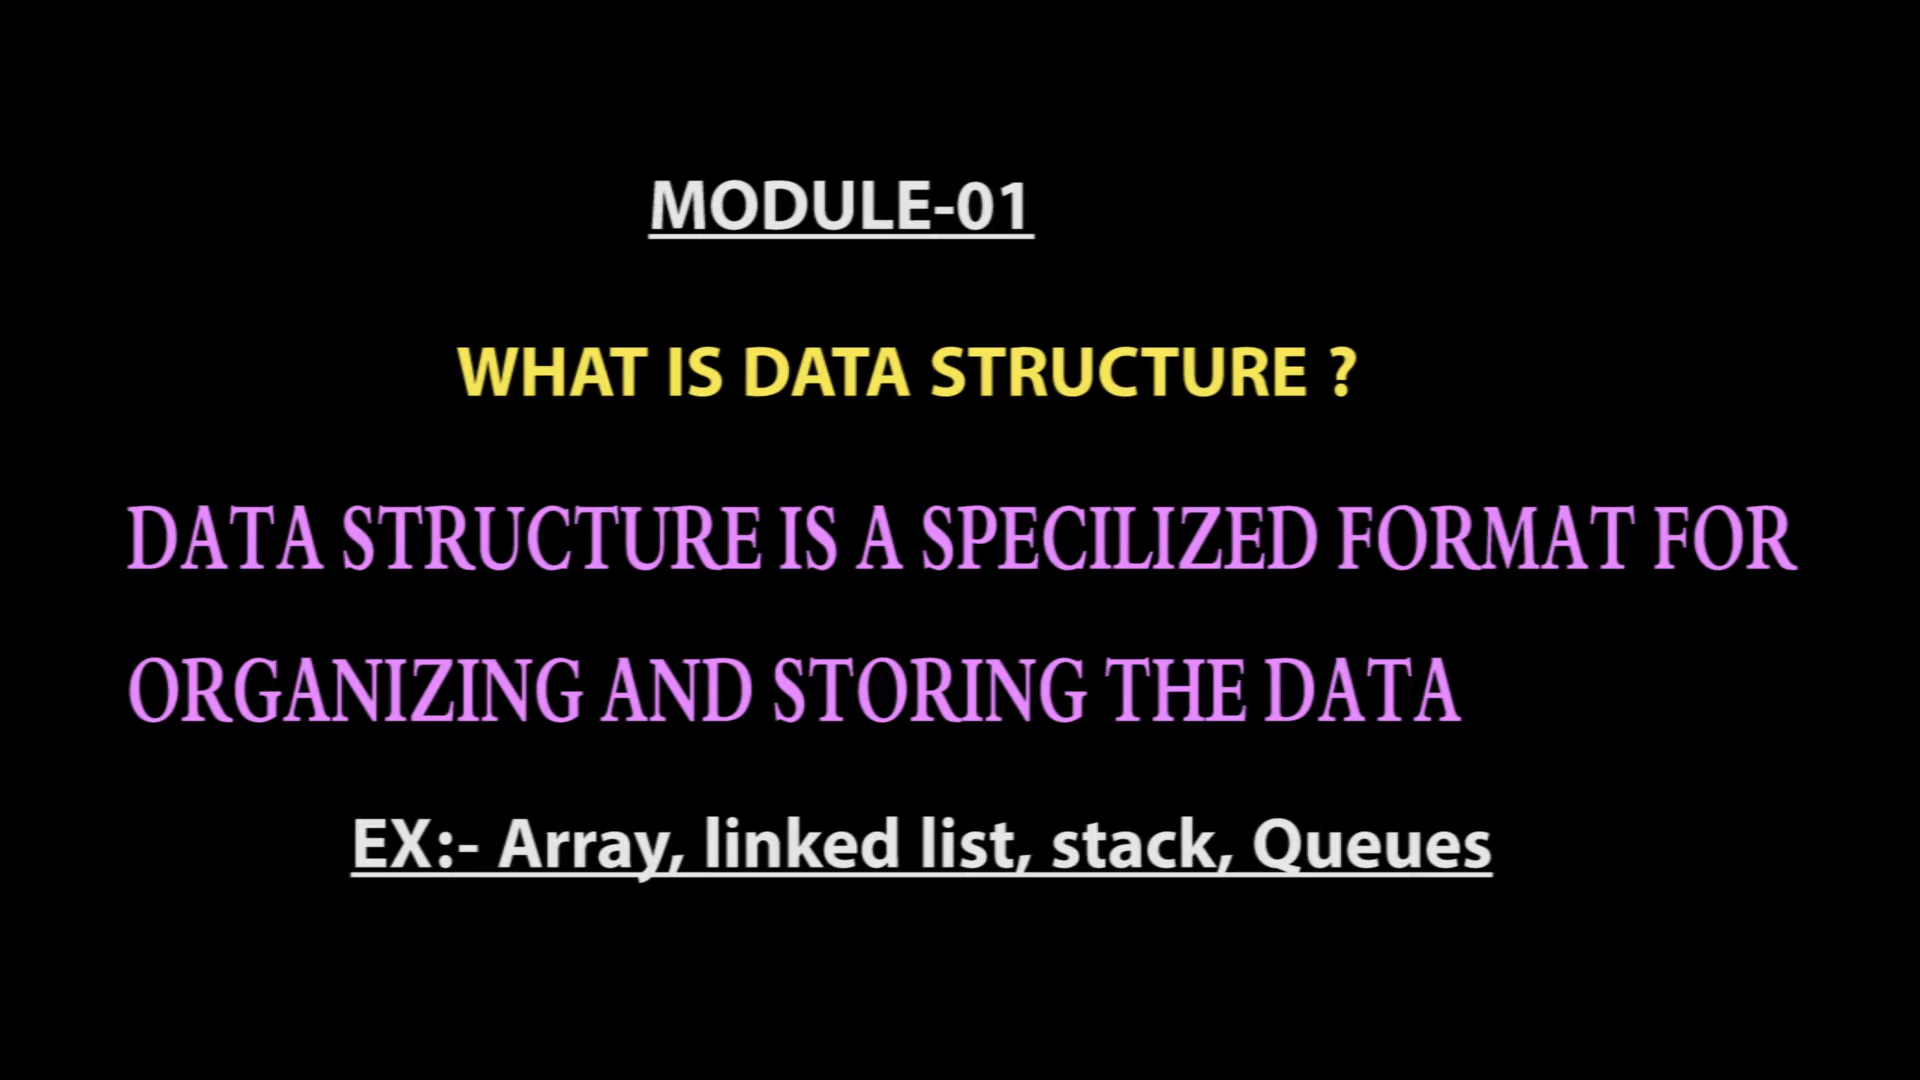 MODULE-01
WHAT IS DATA STRUCTURE ?
DATA STRUCTURE IS A SPECILIZED FORMAT FOR
ORGANIZING AND STORING THE DATA
EX:- Array, linked list, stack, Queues